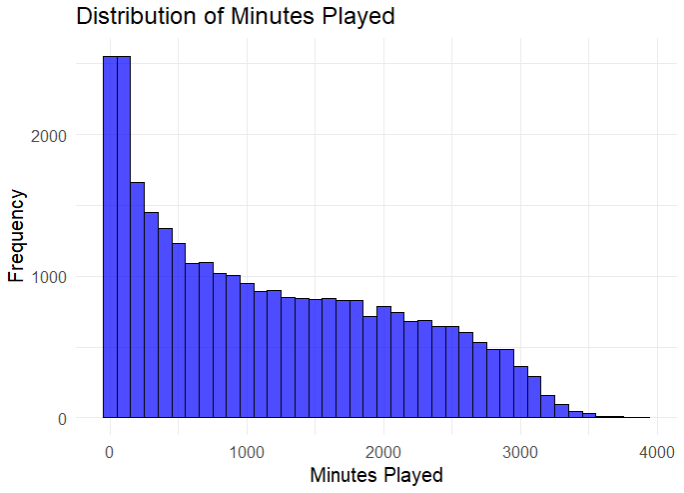 Distribution of Minutes Played
Frequency
2000
1000
0
0 1000 2000 3000 4000
Minutes Played